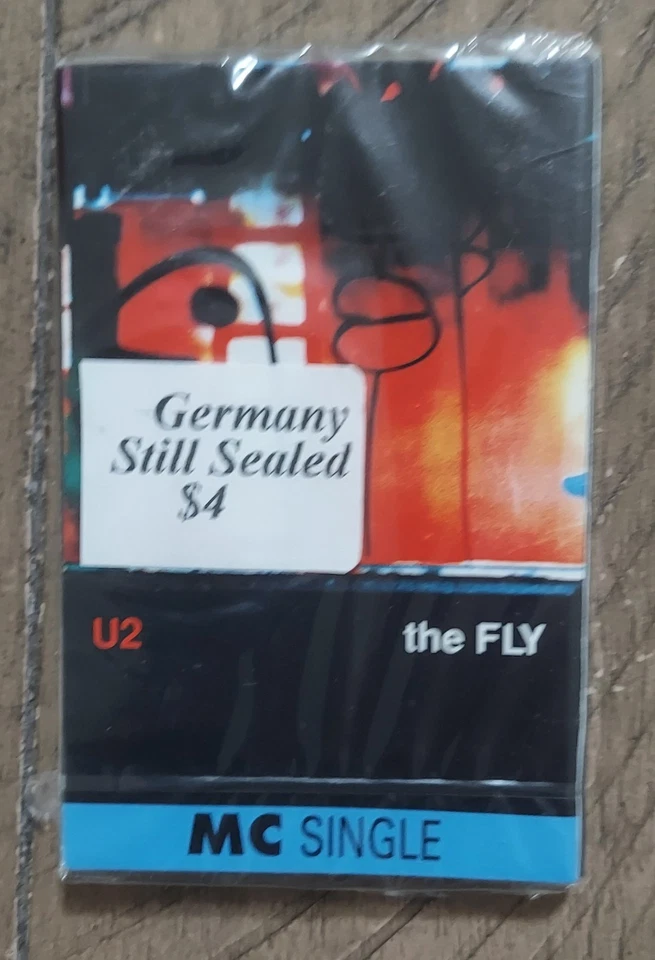 Germany
Still Sealed
$4
U2
the FLY
MC SINGLE